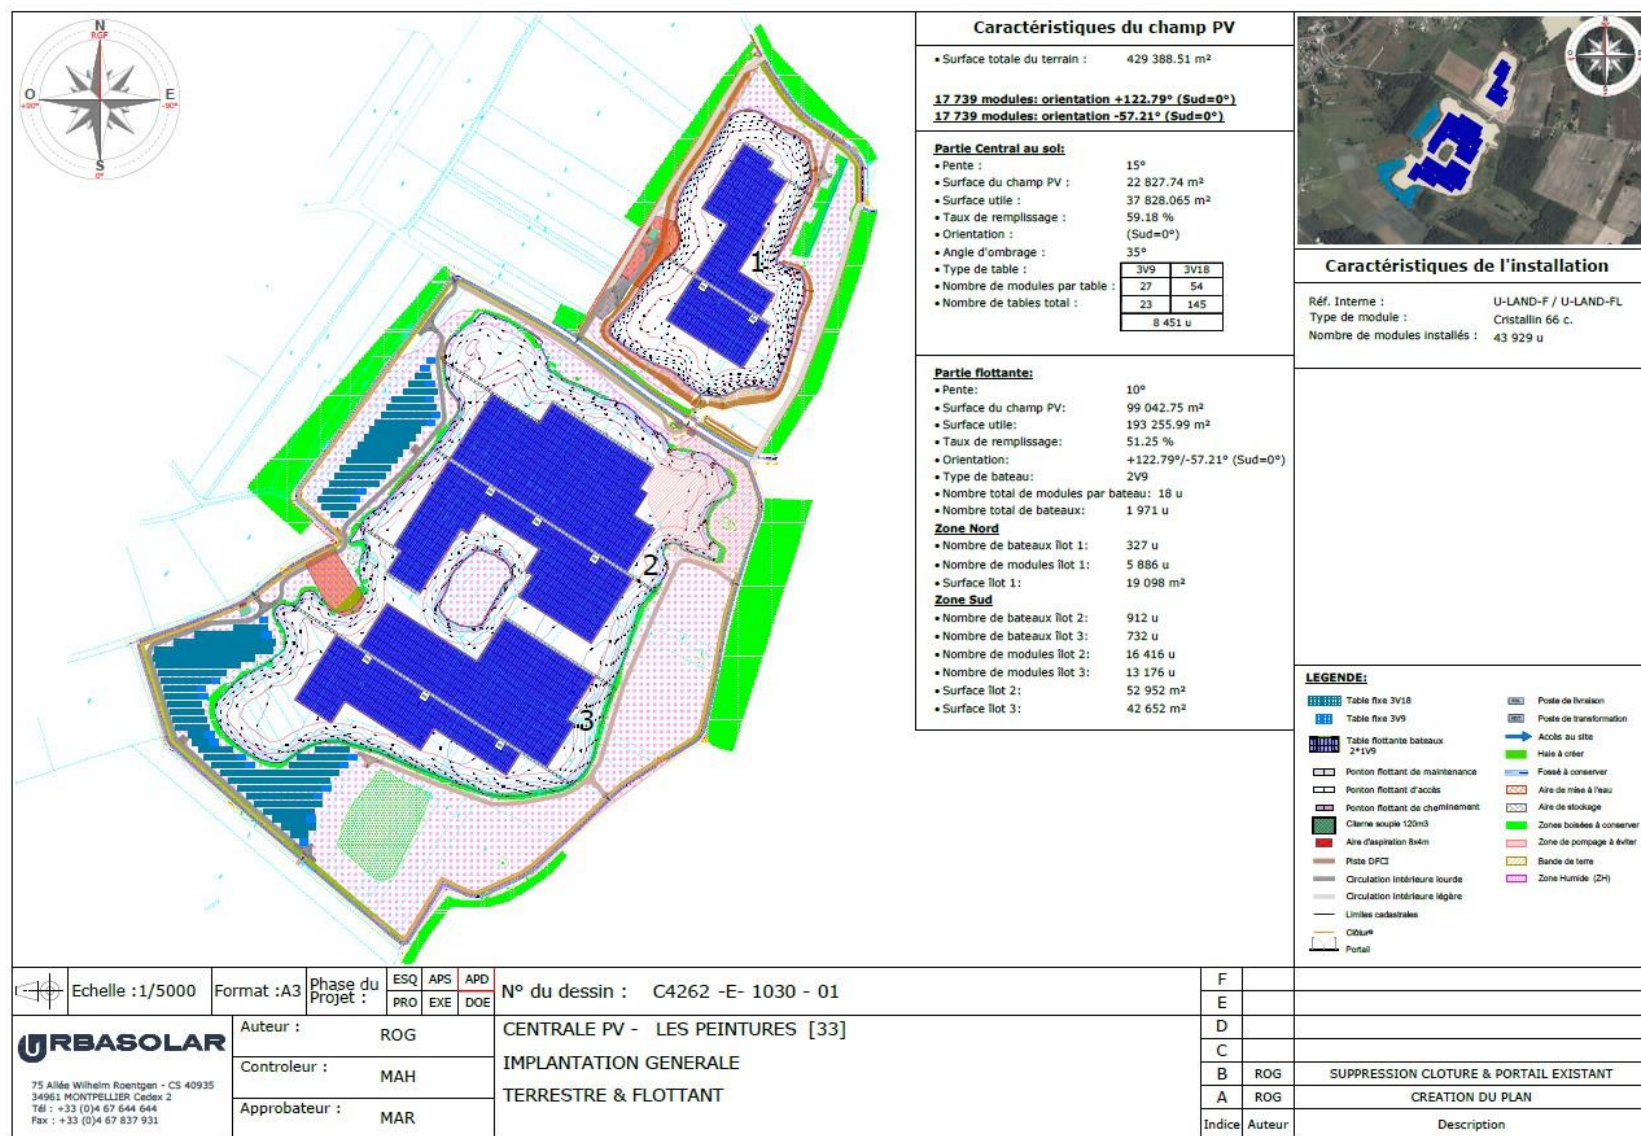 N
RGF
O
+90°
E
-90°
S
0°
1
2
3
Caractéristiques du champ PV
• Surface totale du terrain : 429 388.51 m²
17 739 modules: orientation +122.79° (Sud=0°)
17 739 modules: orientation -57.21° (Sud=0°)
Partie Central au sol:
• Pente : 15°
• Surface du champ PV : 22 827.74 m²
• Surface utile : 37 828.065 m²
• Taux de remplissage : 59.18 %
• Orientation : (Sud=0°)
• Angle d'ombrage : 35°
• Type de table : 3V9 3V18
• Nombre de modules par table : 27 54
• Nombre de tables total : 23 145
8 451 u
Partie flottante:
• Pente: 10°
• Surface du champ PV: 99 042.75 m²
• Surface utile: 193 255.99 m²
• Taux de remplissage: 51.25 %
• Orientation: +122.79°/-57.21° (Sud=0°)
• Type de bateau: 2V9
• Nombre total de modules par bateau: 18 u
• Nombre total de bateaux: 1 971 u
Zone Nord
• Nombre de bateaux îlot 1: 327 u
• Nombre de modules îlot 1: 5 886 u
• Surface îlot 1: 19 098 m²
Zone Sud
• Nombre de bateaux îlot 2: 912 u
• Nombre de bateaux îlot 3: 732 u
• Nombre de modules îlot 2: 16 416 u
• Nombre de modules îlot 3: 13 176 u
• Surface îlot 2: 52 952 m²
• Surface îlot 3: 42 652 m²
Caractéristiques de l'installation
Réf. Interne : U-LAND-F / U-LAND-FL
Type de module : Cristallin 66 c.
Nombre de modules installés : 43 929 u
LEGENDE:
Table fixe 3V18
Table fixe 3V9
Table flottante bateaux
2*1V9
Ponton flottant de maintenance
Ponton flottant d'accès
Ponton flottant de cheminement
Citerne souple 120m3
Aire d'aspiration 8x4m
Piste DFCI
Circulation intérieure lourde
Circulation intérieure légère
Limites cadastrales
Clôture
Portail
Poste de livraison
Poste de transformation
Accès au site
Haie à créer
Fossé à conserver
Aire de mise à l'eau
Aire de stockage
Zones boisées à conserver
Zone de pompage à éviter
Bande de terre
Zone Humide (ZH)
Echelle :1/5000
Format :A3
Phase du
Projet :
ESQ APS APD
PRO EXE DOE
N° du dessin : C4262 -E- 1030 - 01
URBASOLAR
75 Allée Wilhelm Roentgen - CS 40935
34961 MONTPELLIER Cedex 2
Tél : +33 (0)4 67 644 644
Fax : +33 (0)4 67 837 931
Auteur : ROG
Controleur : MAH
Approbateur : MAR
CENTRALE PV - LES PEINTURES [33]
IMPLANTATION GENERALE
TERRESTRE & FLOTTANT
F
E
D
C
B ROG SUPPRESSION CLOTURE & PORTAIL EXISTANT
A ROG CREATION DU PLAN
Indice Auteur Description